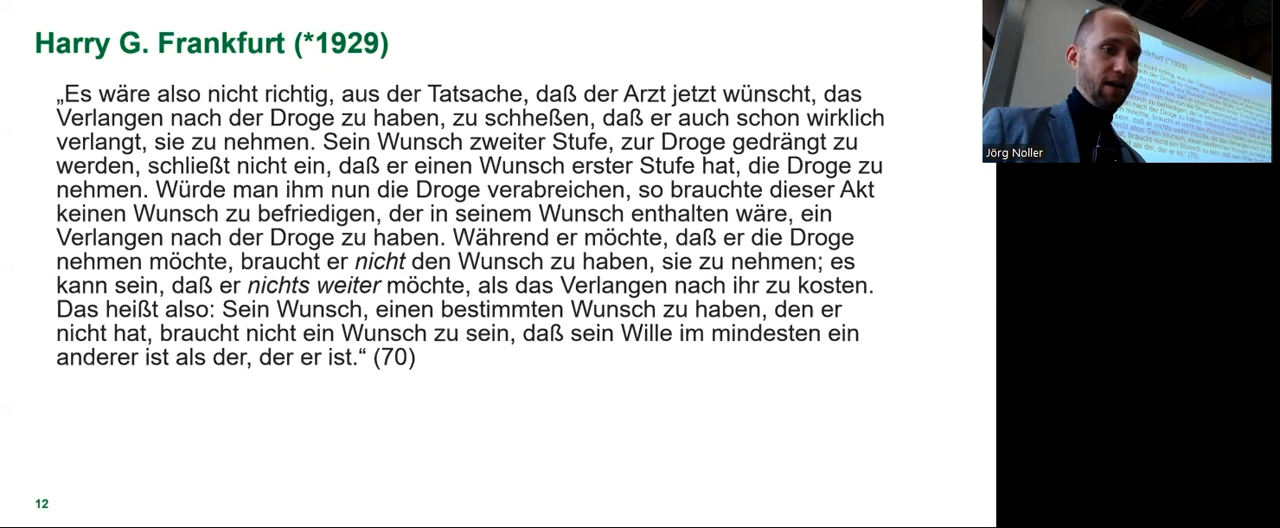 Harry G. Frankfurt (*1929)
„Es wäre also nicht richtig, aus der Tatsache, daß der Arzt jetzt wünscht, das
Verlangen nach der Droge zu haben, zu schheßen, daß er auch schon wirklich
verlangt, sie zu nehmen. Sein Wunsch zweiter Stufe, zur Droge gedrängt zu
werden, schließt nicht ein, daß er einen Wunsch erster Stufe hat, die Droge zu
nehmen. Würde man ihm nun die Droge verabreichen, so brauchte dieser Akt
keinen Wunsch zu befriedigen, der in seinem Wunsch enthalten wäre, ein
Verlangen nach der Droge zu haben. Während er möchte, daß er die Droge
nehmen möchte, braucht er nicht den Wunsch zu haben, sie zu nehmen; es
kann sein, daß er nichts weiter möchte, als das Verlangen nach ihr zu kosten.
Das heißt also: Sein Wunsch, einen bestimmten Wunsch zu haben, den er
nicht hat, braucht nicht ein Wunsch zu sein, daß sein Wille im mindesten ein
anderer ist als der, der er ist.“ (70)
12
Jörg Noller